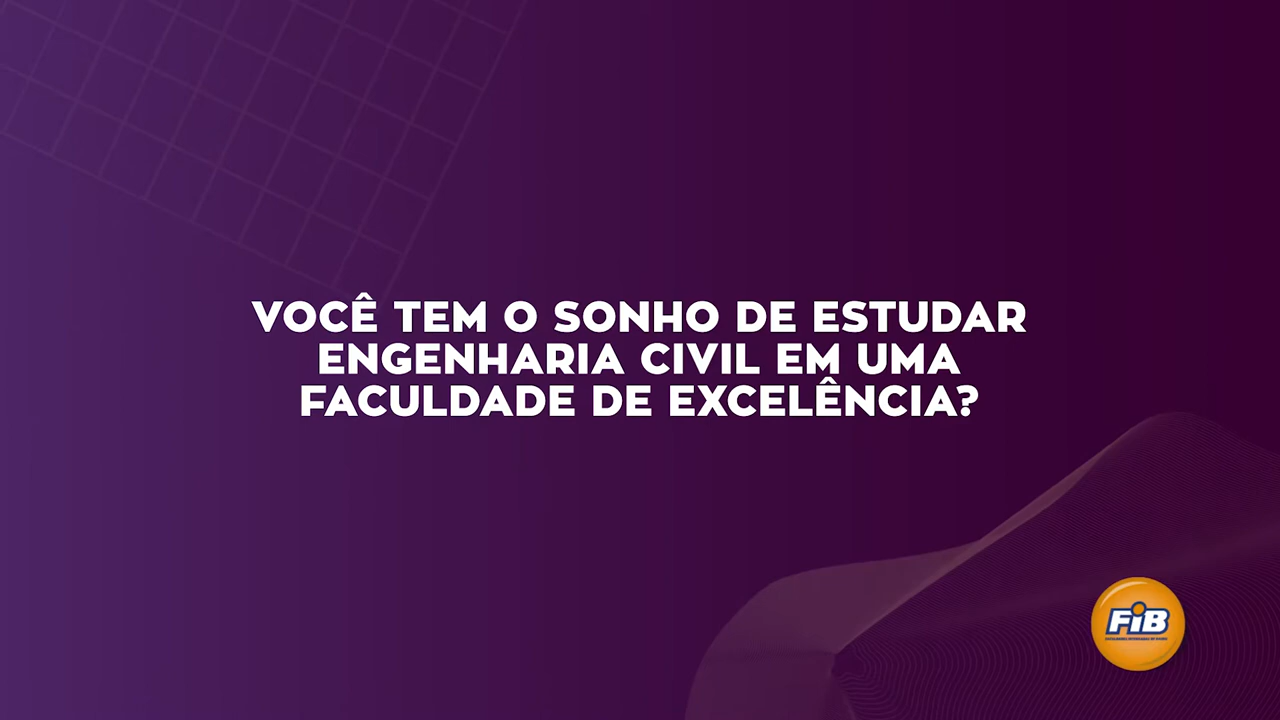 VOCÊ TEM O SONHO DE ESTUDAR
ENGENHARIA CIVIL EM UMA
FACULDADE DE EXCELÊNCIA?
FiB